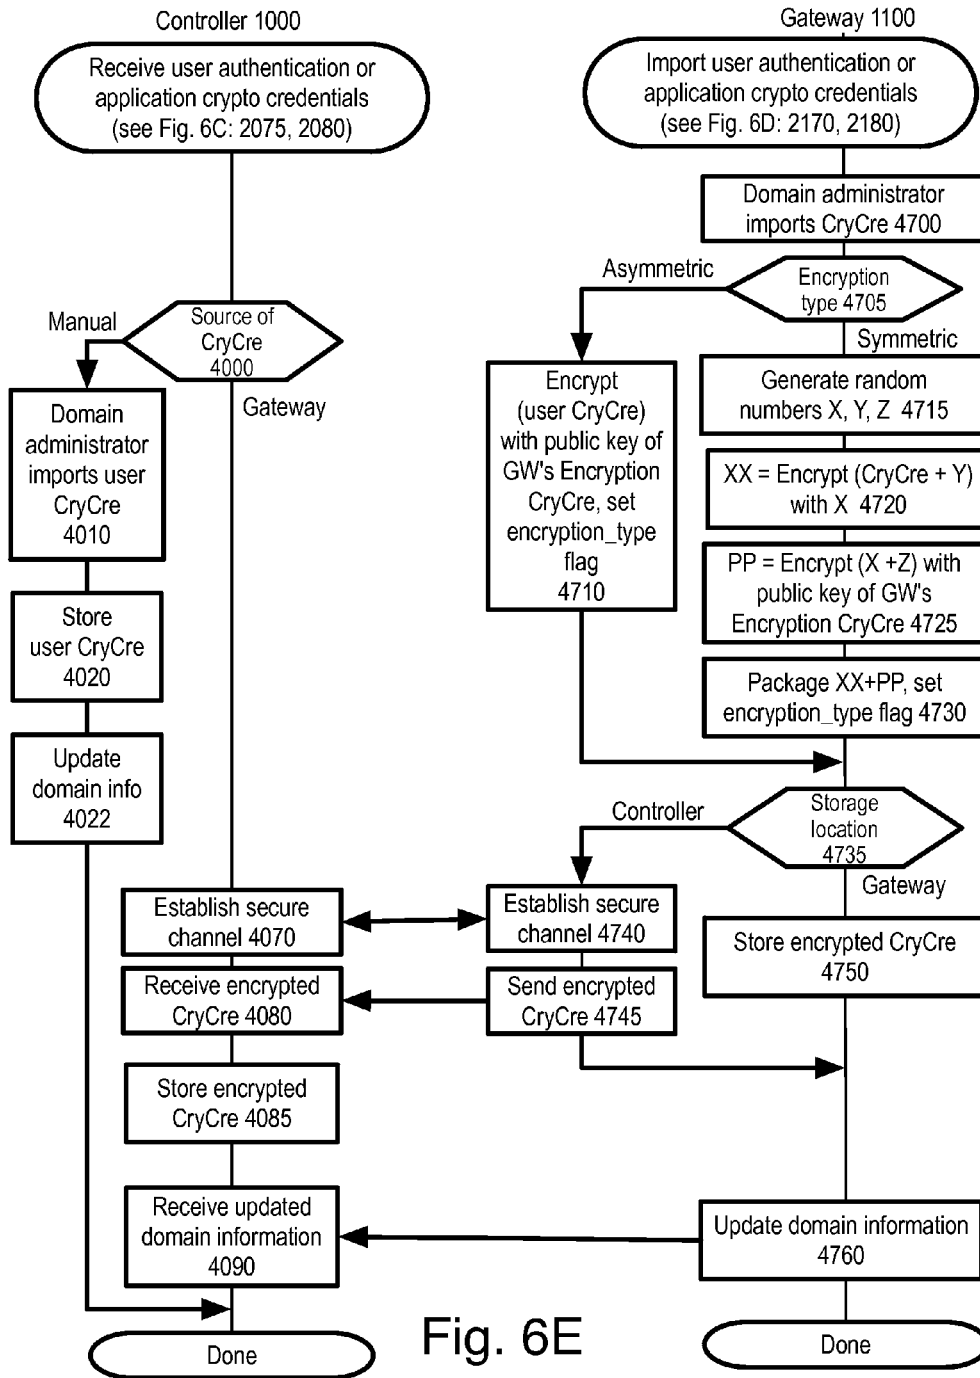 Controller 1000
Receive user authentication or
application crypto credentials
(see Fig. 6C: 2075, 2080)
Manual
Source of
CryCre
4000
Gateway
Domain
administrator
imports user
CryCre
4010
Store
user CryCre
4020
Update
domain info
4022
Establish secure
channel 4070
Receive encrypted
CryCre 4080
Store encrypted
CryCre 4085
Receive updated
domain information
4090
Done
Gateway 1100
Import user authentication or
application crypto credentials
(see Fig. 6D: 2170, 2180)
Domain administrator
imports CryCre 4700
Asymmetric
Encryption
type 4705
Symmetric
Encrypt
(user CryCre)
with public key of
GW's Encryption
CryCre, set
encryption_type
flag
4710
Generate random
numbers X, Y, Z 4715
XX = Encrypt (CryCre + Y)
with X 4720
PP = Encrypt (X +Z) with
public key of GW's
Encryption CryCre 4725
Package XX+PP, set
encryption_type flag 4730
Controller
Storage
location
4735
Gateway
Establish secure
channel 4740
Send encrypted
CryCre 4745
Store encrypted CryCre
4750
Update domain information
4760
Done
Fig. 6E